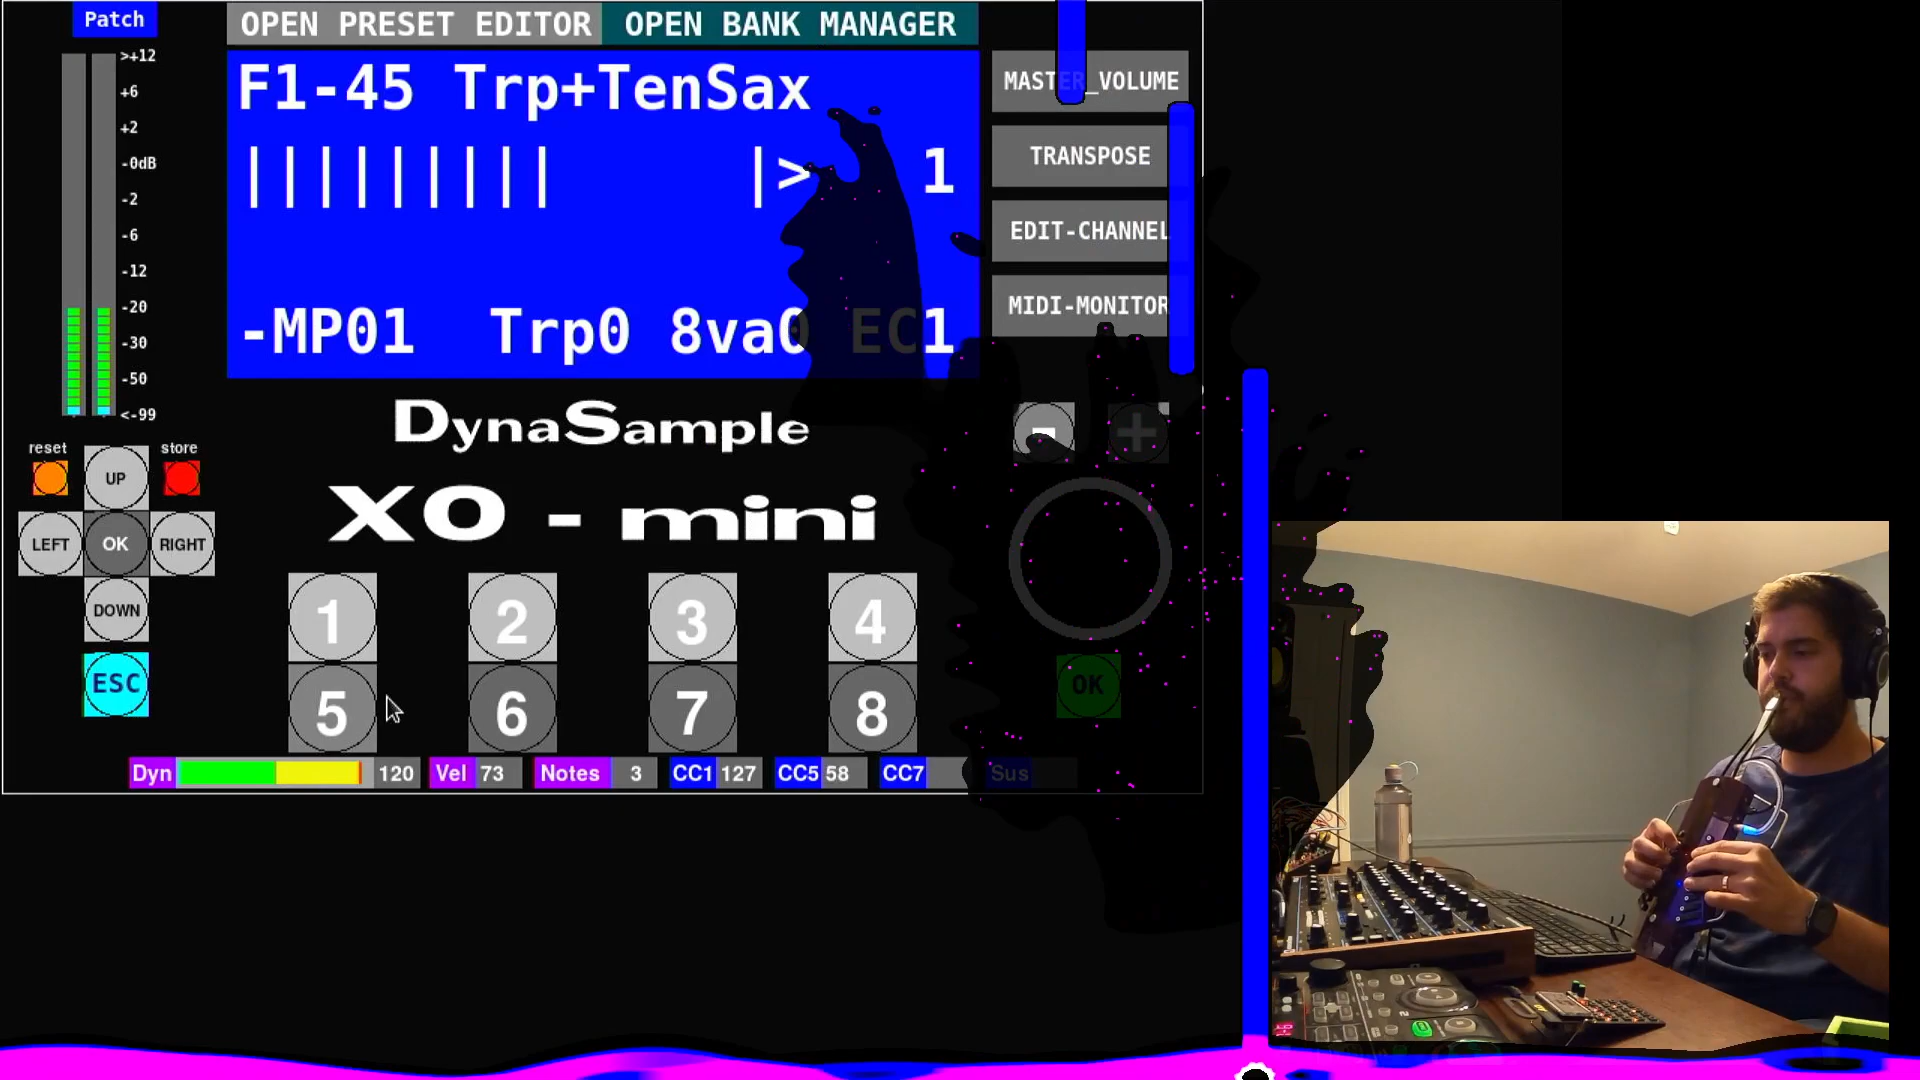 Patch
OPEN PRESET EDITOR
OPEN BANK MANAGER
F1-45 Trp+TenSax
||||||||| |> 1
-MP01 Trp0 8va0 EC1
MASTER_VOLUME
TRANSPOSE
EDIT-CHANNEL
MIDI-MONITOR
>+12
+6
+2
-0dB
-2
-6
-12
-20
-30
-50
<-99
reset
store
UP
LEFT
OK
RIGHT
DOWN
ESC
DynaSample
XO - mini
- +
OK
1 2 3 4
5 6 7 8
Dyn 120 Vel 73 Notes 3 CC1 127 CC5 58 CC7 Sus